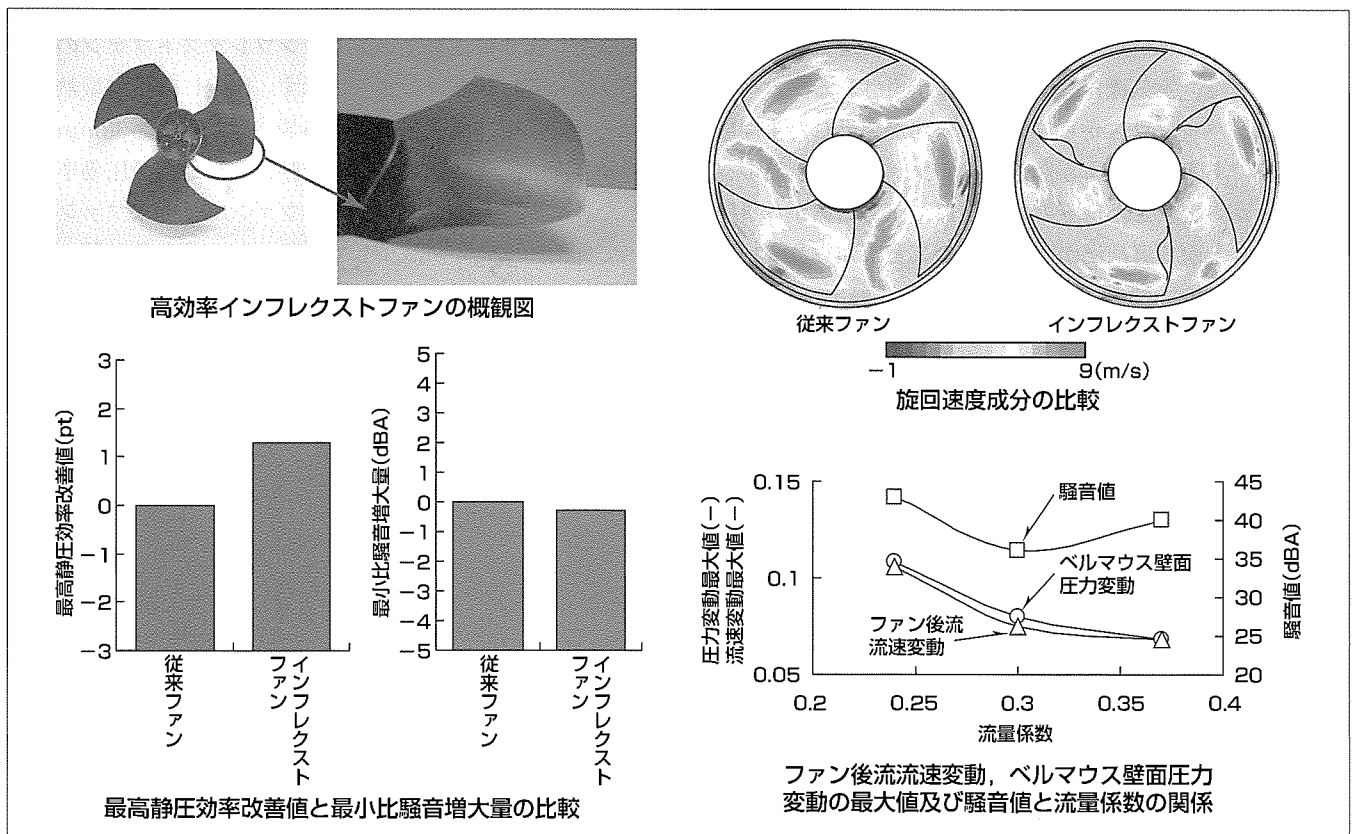 高効率インフレクストファンの概観図
従来ファン
インフレクストファン
−1
9(m/s)
旋回速度成分の比較
最高静圧効率改善値(pt)
3
2
1
0
−1
−2
−3
従来ファン
インフレクスト
ファン
最小比騒音増大量(dBA)
5
4
3
2
1
0
−1
−2
−3
−4
−5
従来ファン
インフレクスト
ファン
最高静圧効率改善値と最小比騒音増大量の比較
圧力変動最大値(−)
流速変動最大値(−)
0.15
0.1
0.05
騒音値
ベルマウス壁面
圧力変動
ファン後流
流速変動
45
40
35
30
25
20
騒音値(dBA)
0.2
0.25
0.3
0.35
0.4
流量係数
ファン後流流速変動，ベルマウス壁面圧力
変動の最大値及び騒音値と流量係数の関係